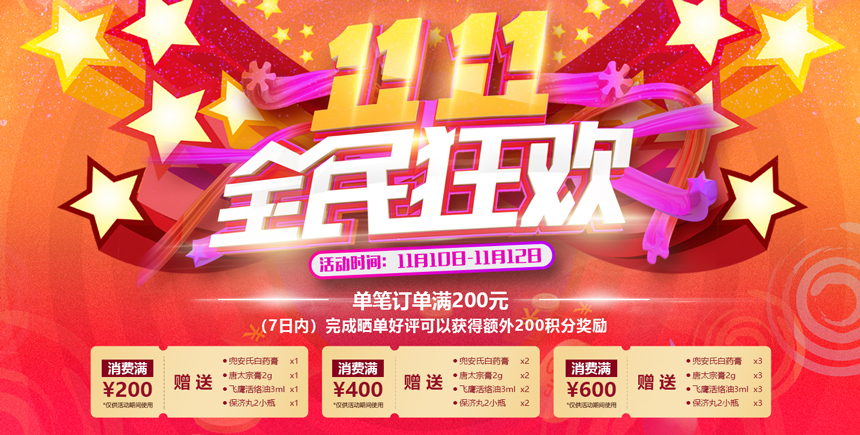 11 11
全民狂欢
活动时间：11月10日-11月12日
单笔订单满200元
（7日内）完成晒单好评可以获得额外200积分奖励
消费满
¥200
*仅供活动期间使用
赠送
• 兜安氏白药膏 x1
• 唐太宗膏2g x1
• 飞鹰活络油3ml x1
• 保济丸2小瓶 x1
消费满
¥400
*仅供活动期间使用
赠送
• 兜安氏白药膏 x2
• 唐太宗膏2g x2
• 飞鹰活络油3ml x2
• 保济丸2小瓶 x2
消费满
¥600
*仅供活动期间使用
赠送
• 兜安氏白药膏 x3
• 唐太宗膏2g x3
• 飞鹰活络油3ml x3
• 保济丸2小瓶 x3